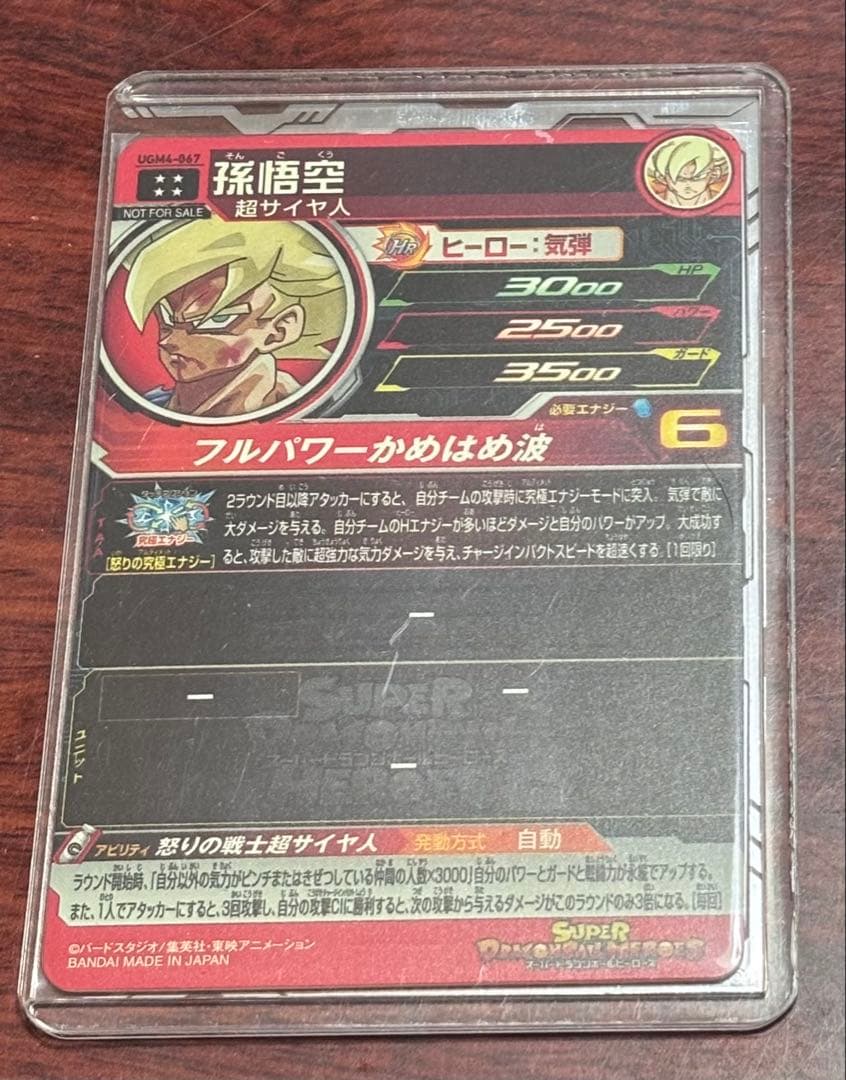 UGM4-067
孫悟空
そんごくう
超サイヤ人
NOT FOR SALE
HR ヒーロー：気弾
HP
3000
パワー
2500
ガード
3500
必要エナジー 6
フルパワーかめはめ波
究極エナジー
[怒りの究極エナジー]
2ラウンド目以降アタッカーにすると、自分チームの攻撃時に究極エナジーモードに突入。気弾で敵に
大ダメージを与える。自分チームのHエナジーが多いほどダメージと自分のパワーがアップ。大成功す
ると、攻撃した敵に超強力な気力ダメージを与え、チャージインパクトスピードを超速くする。[1回限り]
ー
ー ー
ユニット
ー
アビリティ 怒りの戦士超サイヤ人 発動方式 自動
ラウンド開始時、「自分以外の気力がピンチまたはきぜつしている仲間の人数×3000」自分のパワーとガードと戦闘力が永続でアップする。
また、1人でアタッカーにすると、3回攻撃し、自分の攻撃CIに勝利すると、次の攻撃から与えるダメージがこのラウンドのみ3倍になる。[毎回]
©バードスタジオ/集英社・東映アニメーション
BANDAI MADE IN JAPAN
SUPER
DRAGONBALL HEROES
スーパードラゴンボールヒーローズ